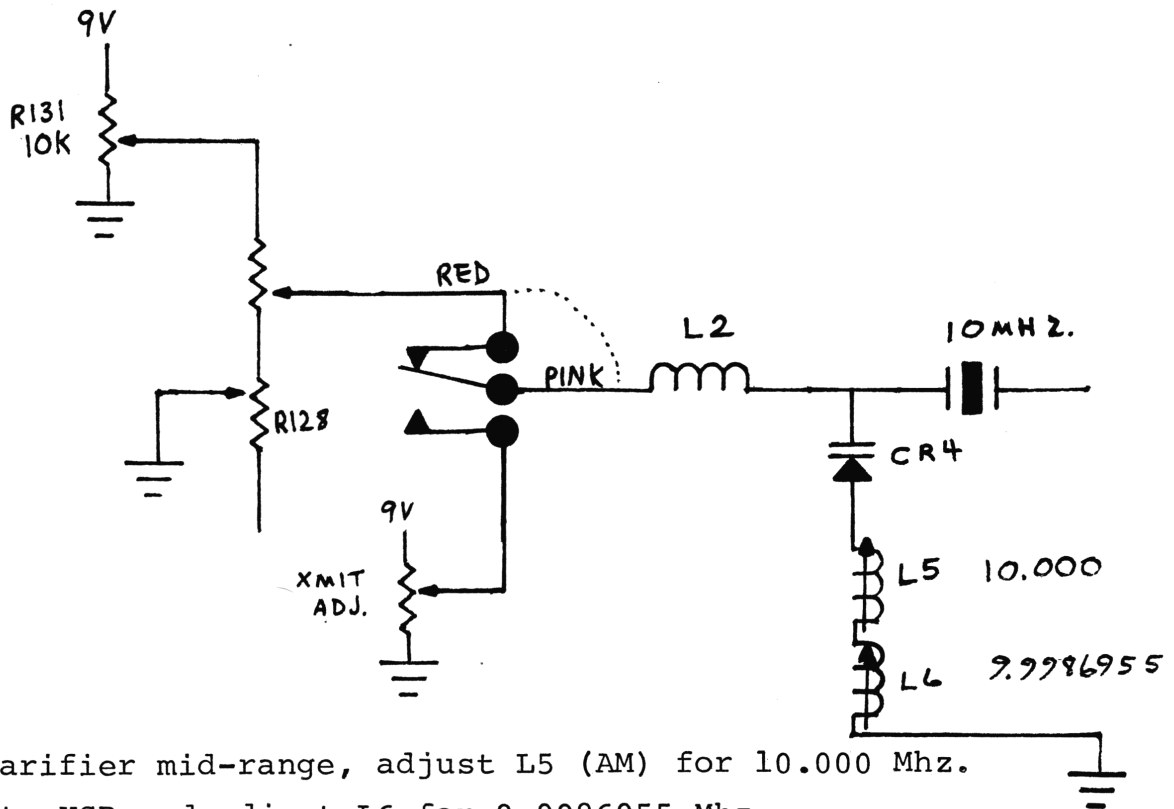 9V
R131
10K
RED
L2
10MHZ.
PINK
R128
CR4
9V
XMIT
ADJ.
L5 10.000
L6 9.9986955
arifier mid-range, adjust L5 (AM) for 10.000 Mhz.